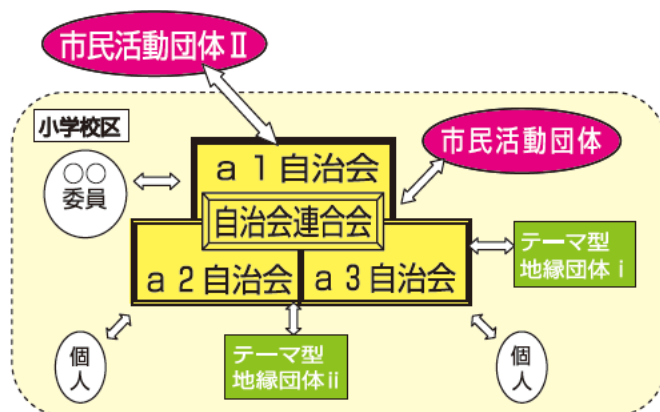 市民活動団体Ⅱ
小学校区
市民活動団体
○○
委員
a1自治会
自治会連合会
a2自治会
a3自治会
テーマ型
地縁団体ⅰ
個
人
テーマ型
地縁団体ⅱ
個
人